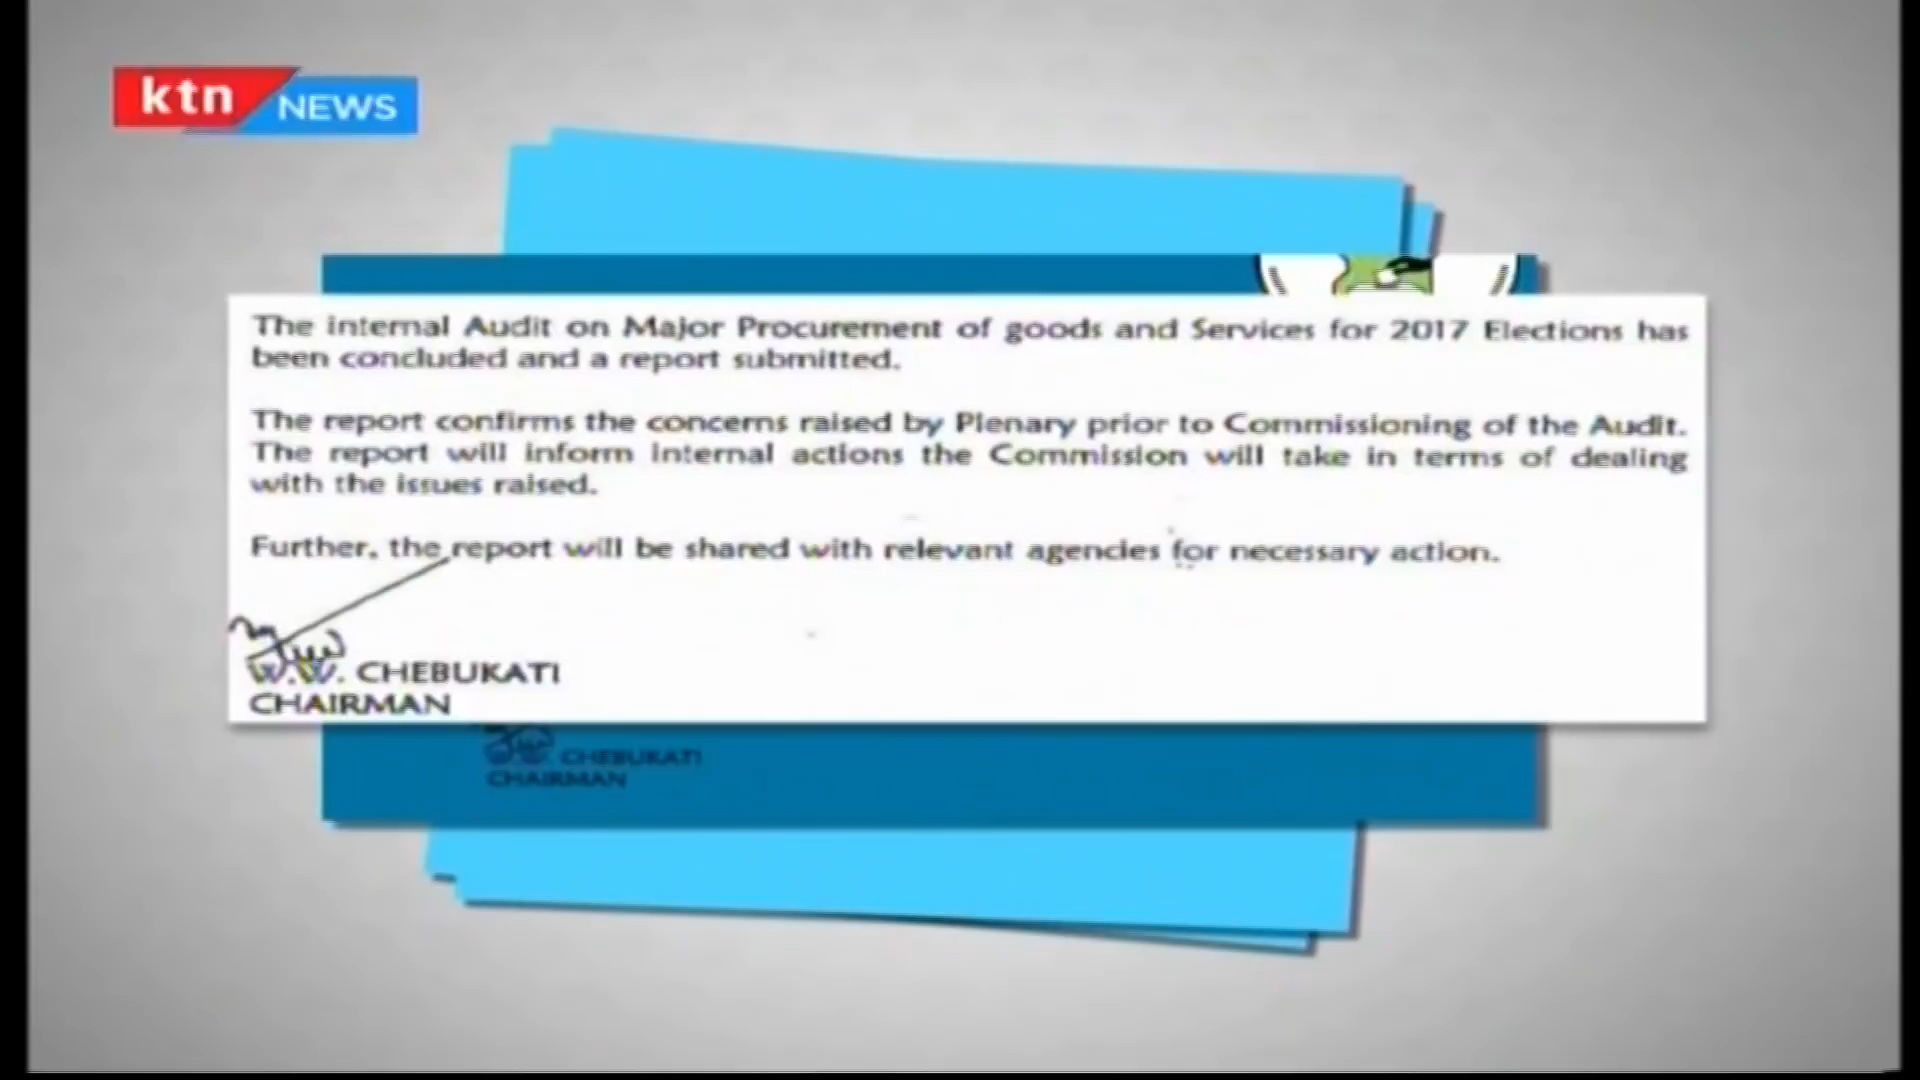 ktn NEWS
The internal Audit on Major Procurement of goods and Services for 2017 Elections has
been concluded and a report submitted.
The report confirms the concerns raised by Plenary prior to Commissioning of the Audit.
The report will inform internal actions the Commission will take in terms of dealing
with the issues raised.
Further, the report will be shared with relevant agencies for necessary action.
W.W. CHEBUKATI
CHAIRMAN
CHEBUKATI
CHAIRMAN